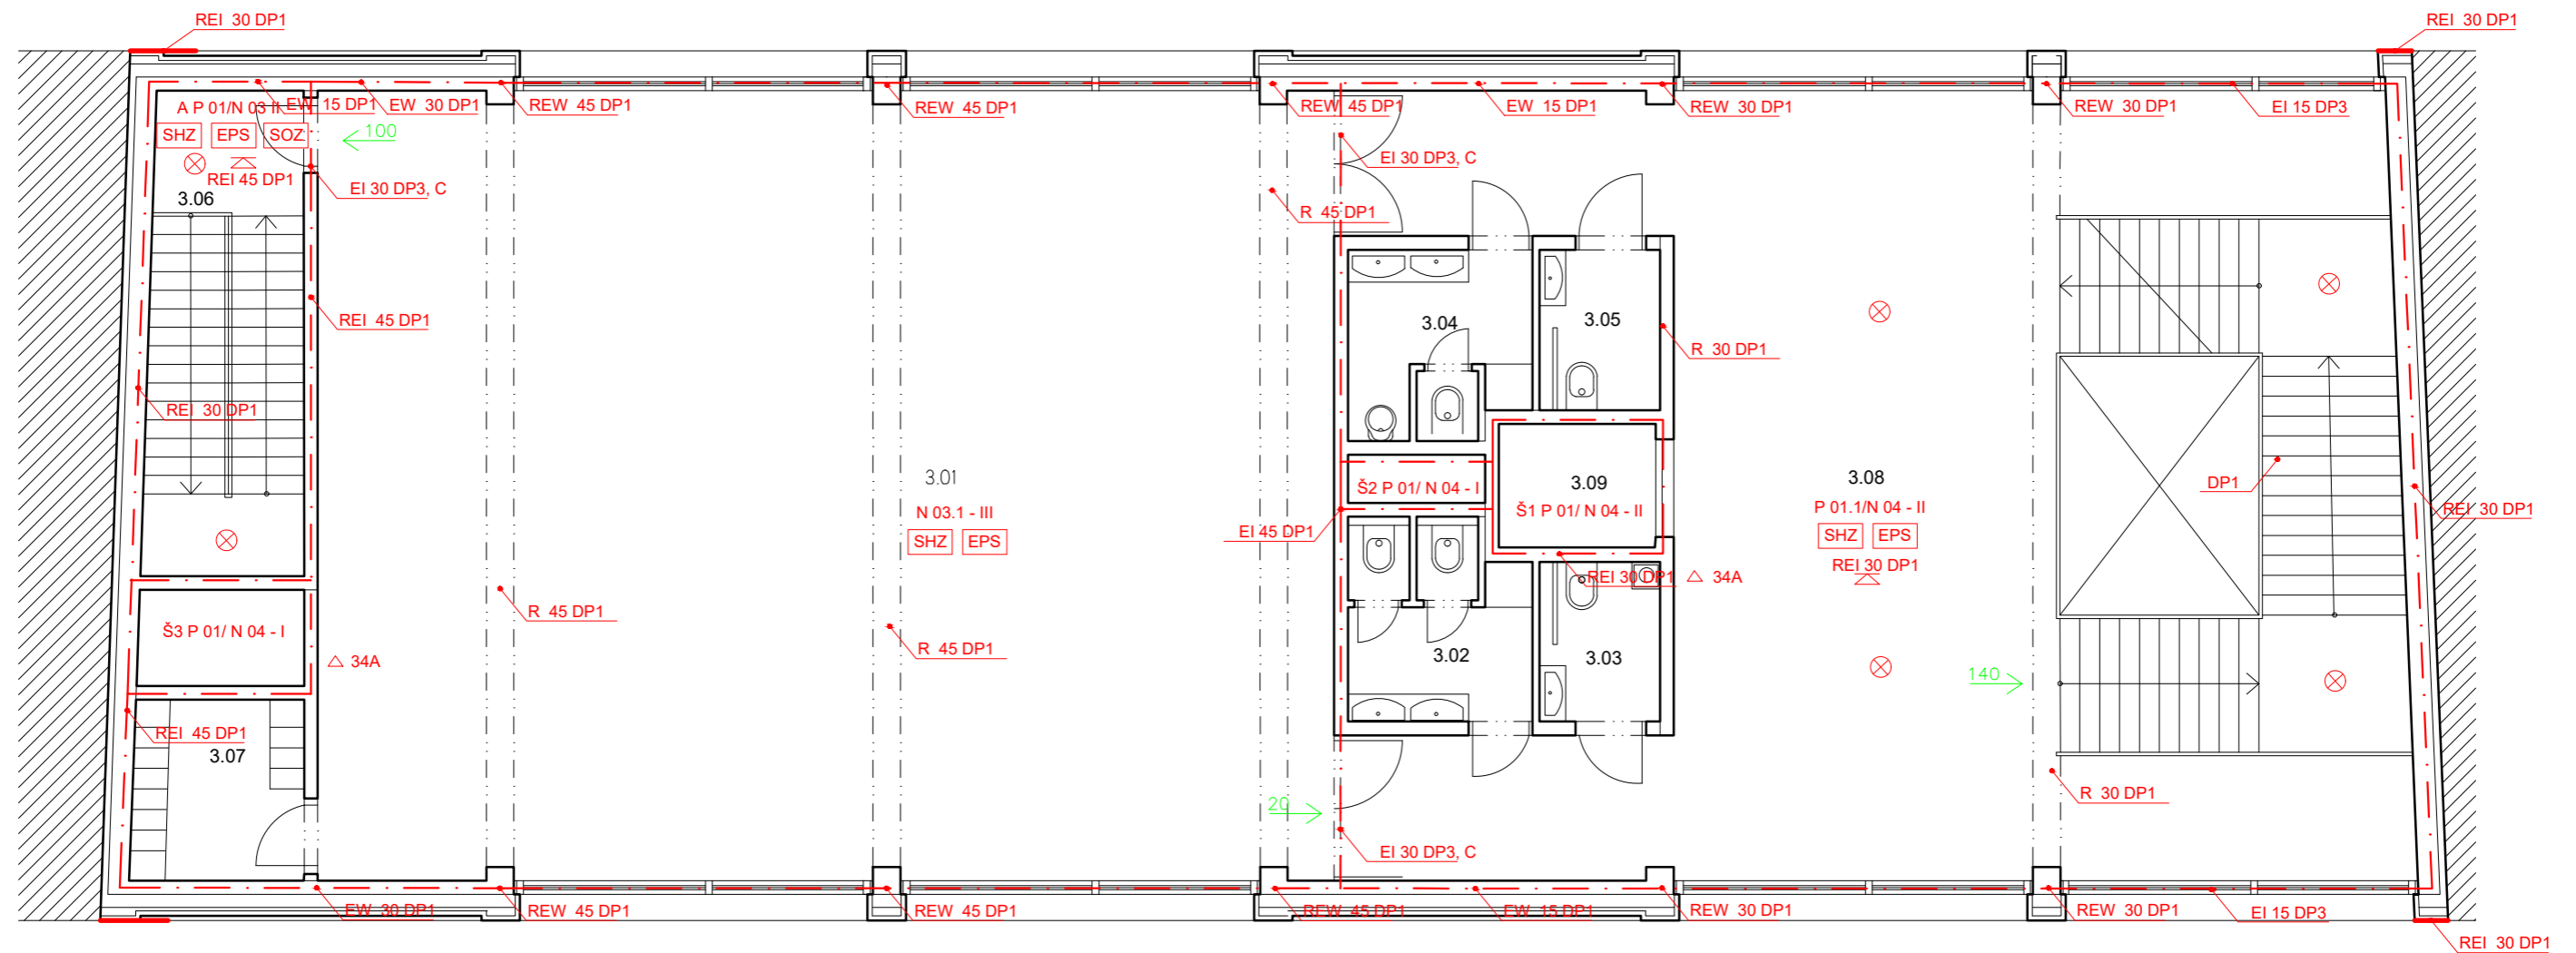 REI 30 DP1
REI 30 DP1
A P 01/N 03 II
EW 15 DP1
EW 30 DP1
REW 45 DP1
REW 45 DP1
REW 45 DP1
EW 15 DP1
REW 30 DP1
REW 30 DP1
EI 15 DP3
SHZ EPS SOZ
100
REI 45 DP1
EI 30 DP3, C
EI 30 DP3, C
3.06
R 45 DP1
REI 45 DP1
3.04
3.05
R 30 DP1
REI 30 DP1
3.01
N 03.1 - III
SHZ EPS
Š2 P 01/ N 04 - I
3.09
Š1 P 01/ N 04 - II
3.08
P 01.1/N 04 - II
SHZ EPS
REI 30 DP1
DP1
REI 30 DP1
EI 45 DP1
REI 30 DP1
34A
R 45 DP1
R 45 DP1
Š3 P 01/ N 04 - I
34A
3.02
3.03
140
REI 45 DP1
3.07
R 30 DP1
20
EI 30 DP3, C
EW 30 DP1
REW 45 DP1
REW 45 DP1
REW 45 DP1
EW 15 DP1
REW 30 DP1
REW 30 DP1
EI 15 DP3
REI 30 DP1